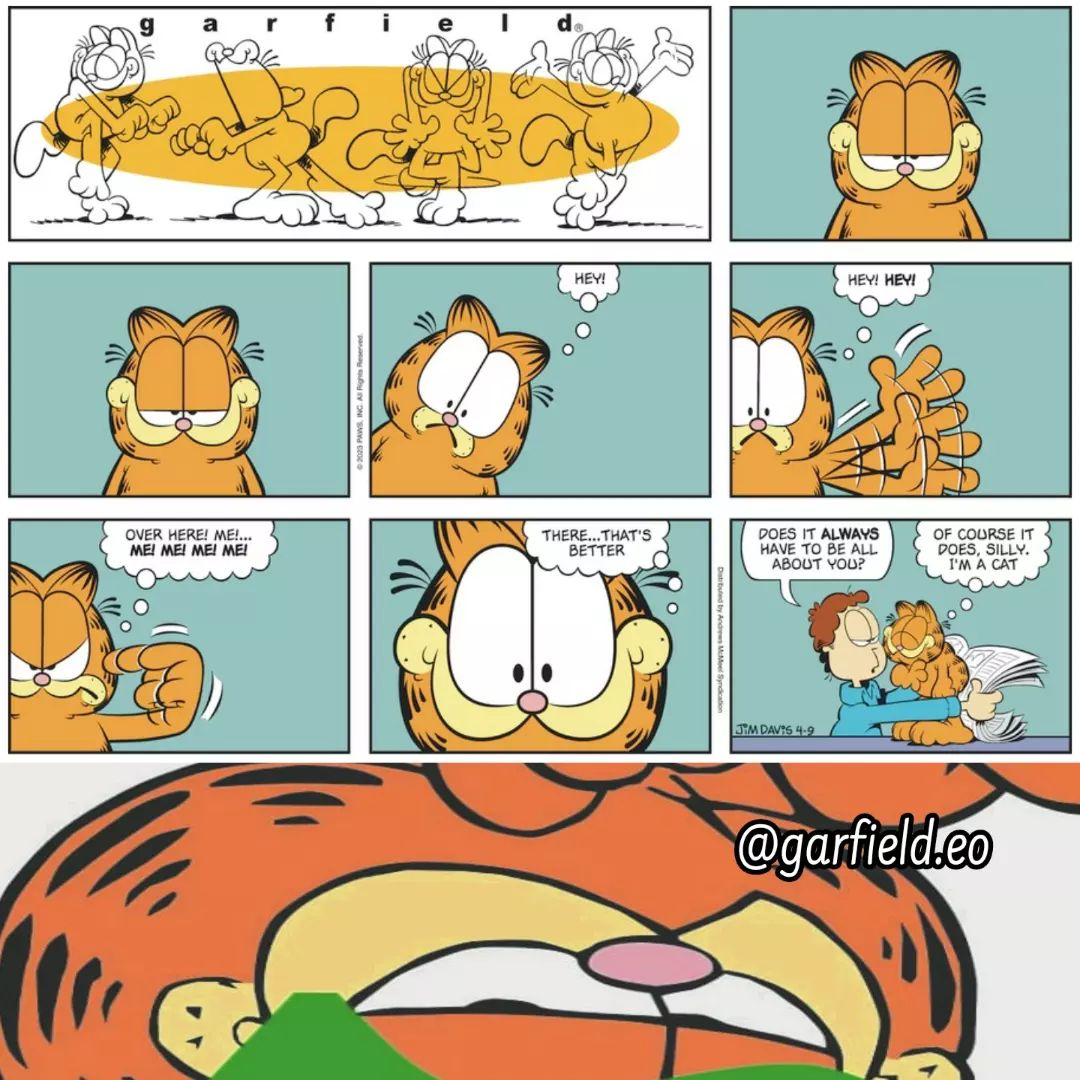 garfield®
HEY!
© 2023 PAWS, INC. All Rights Reserved.
HEY! HEY!
OVER HERE! ME!...
ME! ME! ME! ME!
THERE...THAT'S
BETTER
Distributed by Andrews McMeel Syndication
DOES IT ALWAYS
HAVE TO BE ALL
ABOUT YOU?
OF COURSE IT
DOES, SILLY.
I'M A CAT
JIM DAVIS 4-9
@garfield.eo